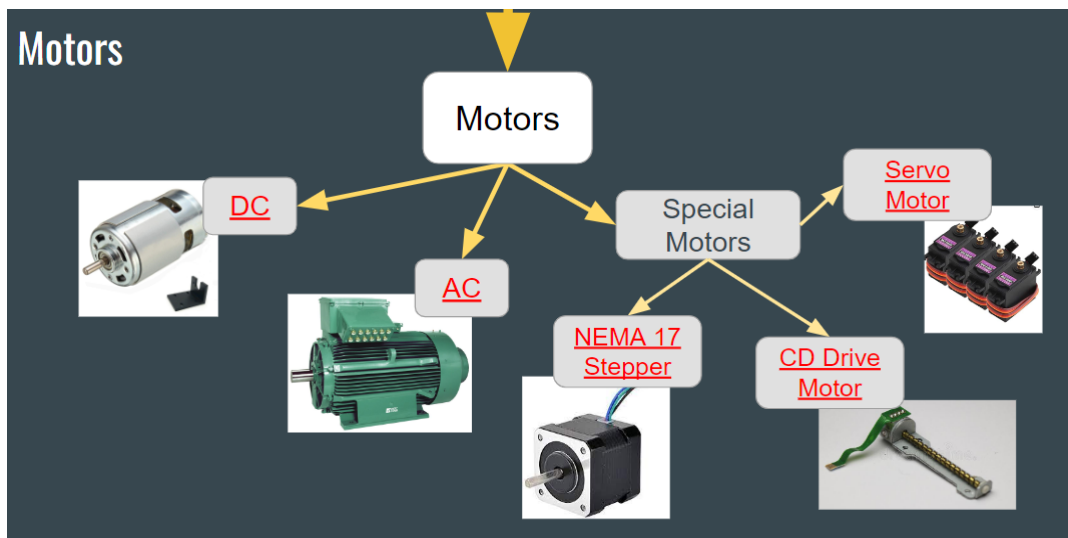 Motors
Motors
DC
AC
Special
Motors
Servo
Motor
NEMA 17
Stepper
CD Drive
Motor